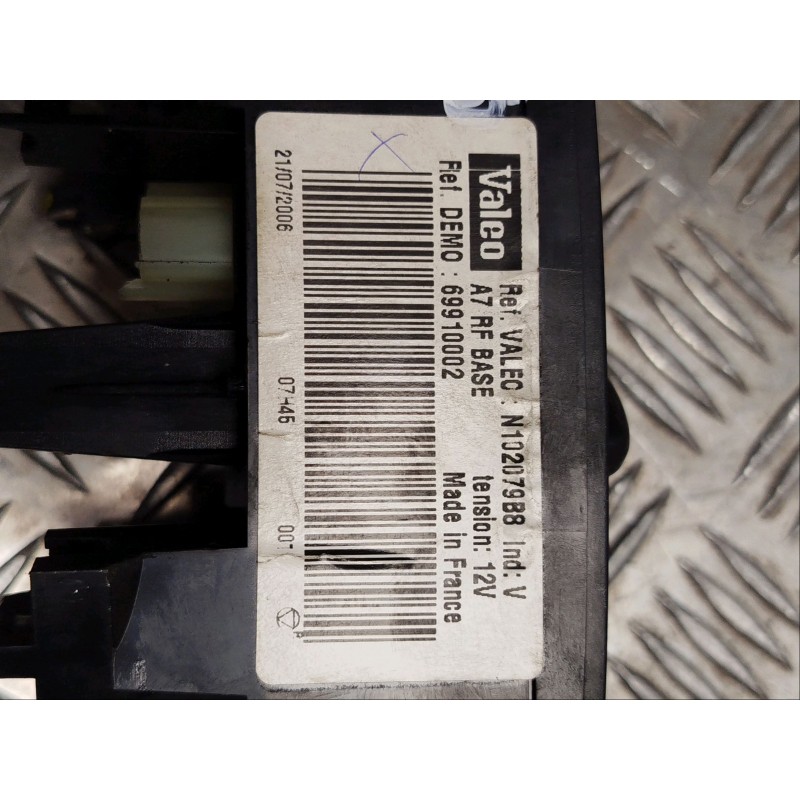 Valeo
Ref. VALEO : N102079B8 Ind: V
A7 RF BASE tension: 12V
Ref. DEMO : 69910002 Made in France
21/07/2006 07H45 001
P